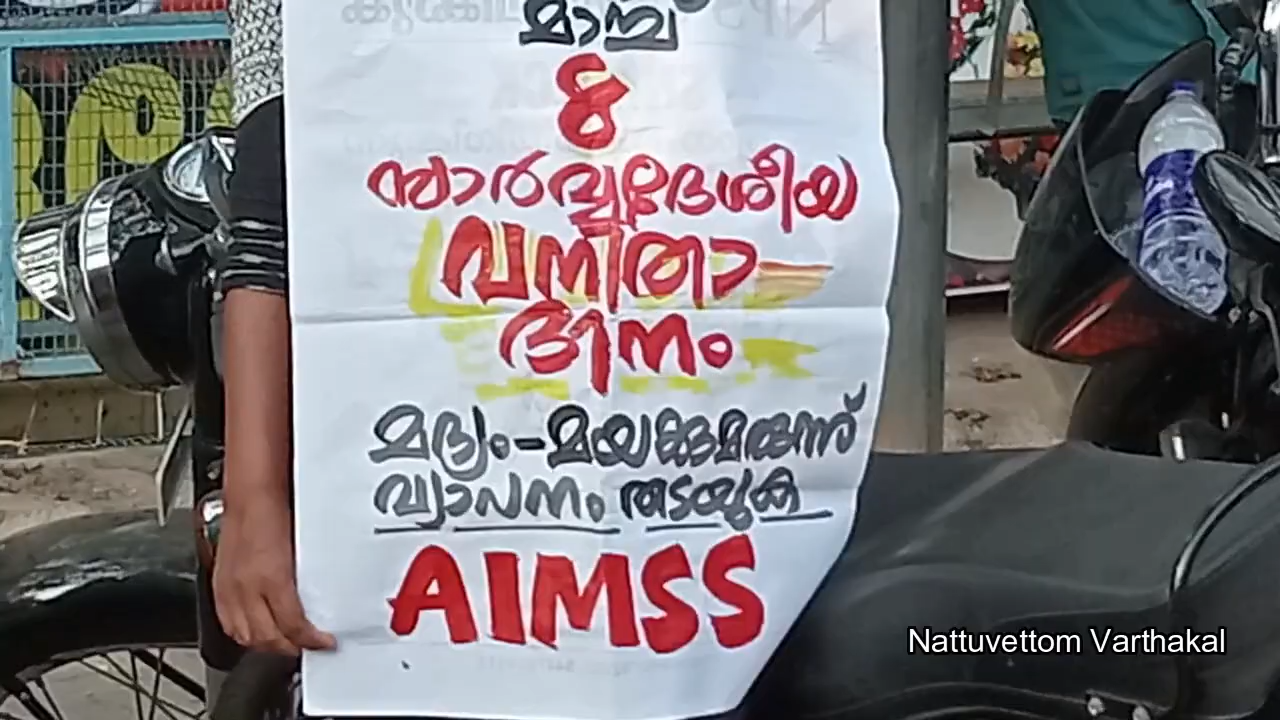 മാർച്ച്
8
സാർവ്വദേശീയ
വനിതാ
ദിനം
മദ്യം-മയക്കുമരുന്ന്
വ്യാപനം തടയുക
AIMSS
Nattuvettom Varthakal